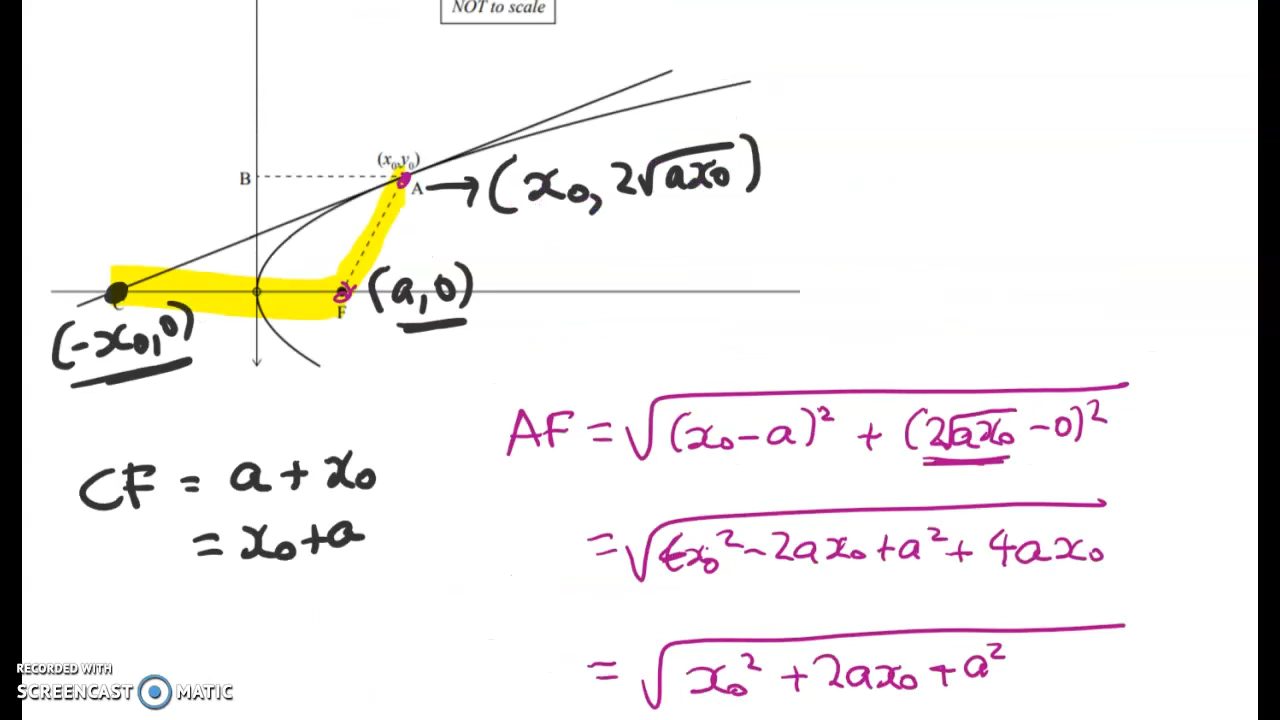 NOT to scale
(x₀,y₀)
B
A → (x₀, 2√ax₀)
(a, 0)
C
F
(-x₀, 0)
AF = √(x₀ - a)² + (2√ax₀ - 0)²
CF = a + x₀
= x₀ + a
= √x₀² - 2ax₀ + a² + 4ax₀
= √x₀² + 2ax₀ + a²
RECORDED WITH
SCREENCAST MATIC